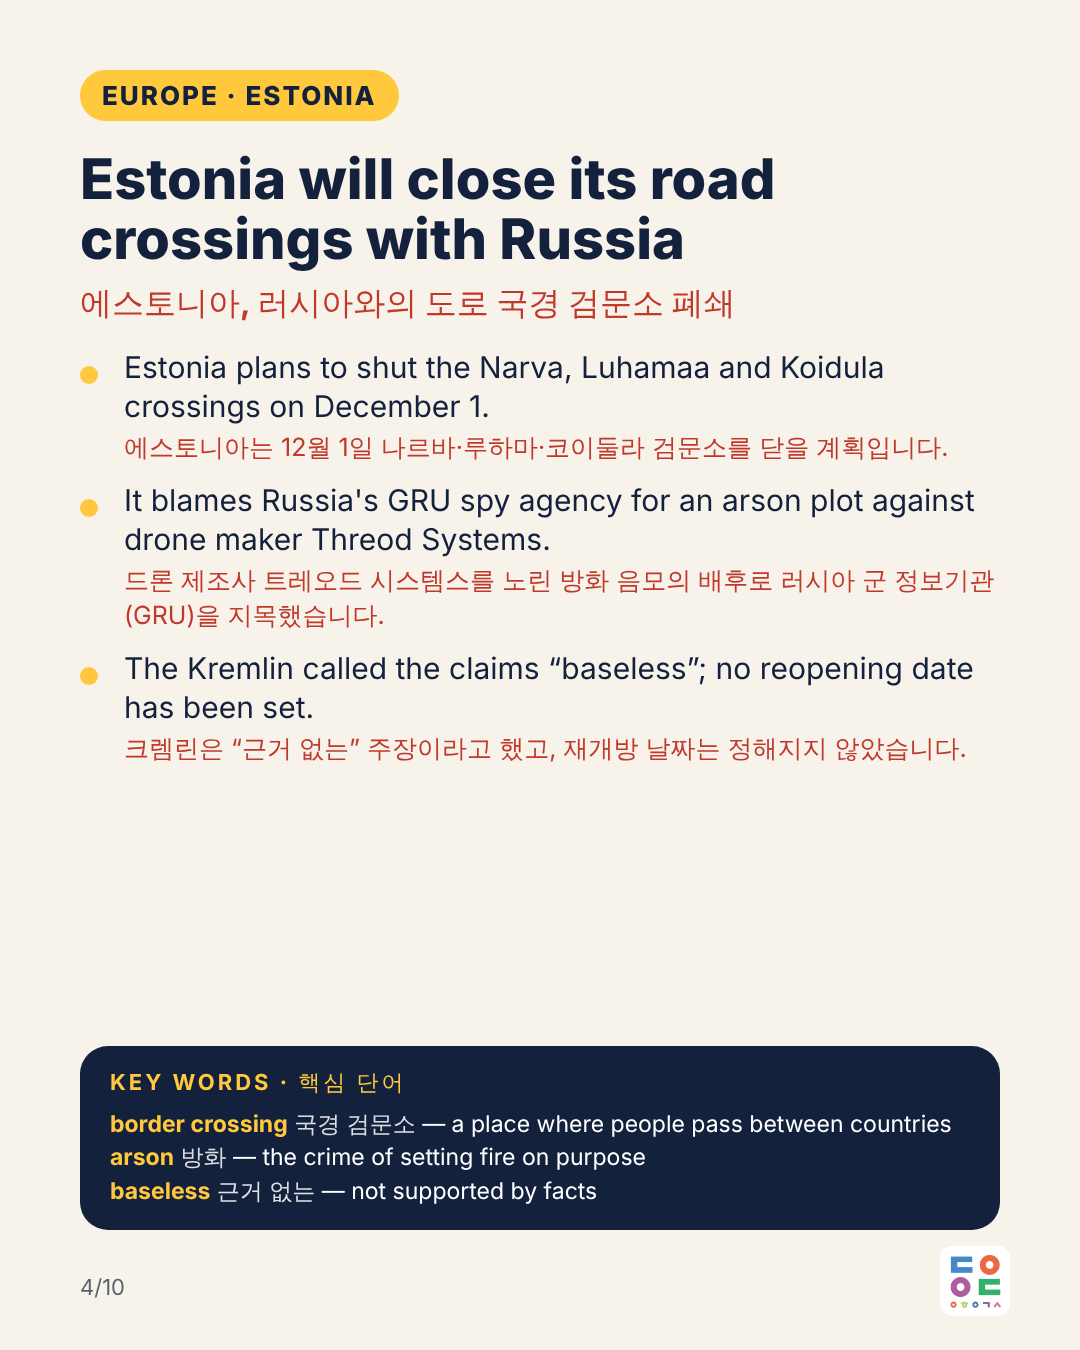 EUROPE · ESTONIA
Estonia will close its road
crossings with Russia
에스토니아, 러시아와의 도로 국경 검문소 폐쇄
Estonia plans to shut the Narva, Luhamaa and Koidula
crossings on December 1.
에스토니아는 12월 1일 나르바·루하마·코이둘라 검문소를 닫을 계획입니다.
It blames Russia's GRU spy agency for an arson plot against
drone maker Threod Systems.
드론 제조사 트레오드 시스템스를 노린 방화 음모의 배후로 러시아 군 정보기관
(GRU)을 지목했습니다.
The Kremlin called the claims “baseless”; no reopening date
has been set.
크렘린은 “근거 없는” 주장이라고 했고, 재개방 날짜는 정해지지 않았습니다.
KEY WORDS · 핵심 단어
border crossing 국경 검문소 — a place where people pass between countries
arson 방화 — the crime of setting fire on purpose
baseless 근거 없는 — not supported by facts
4/10